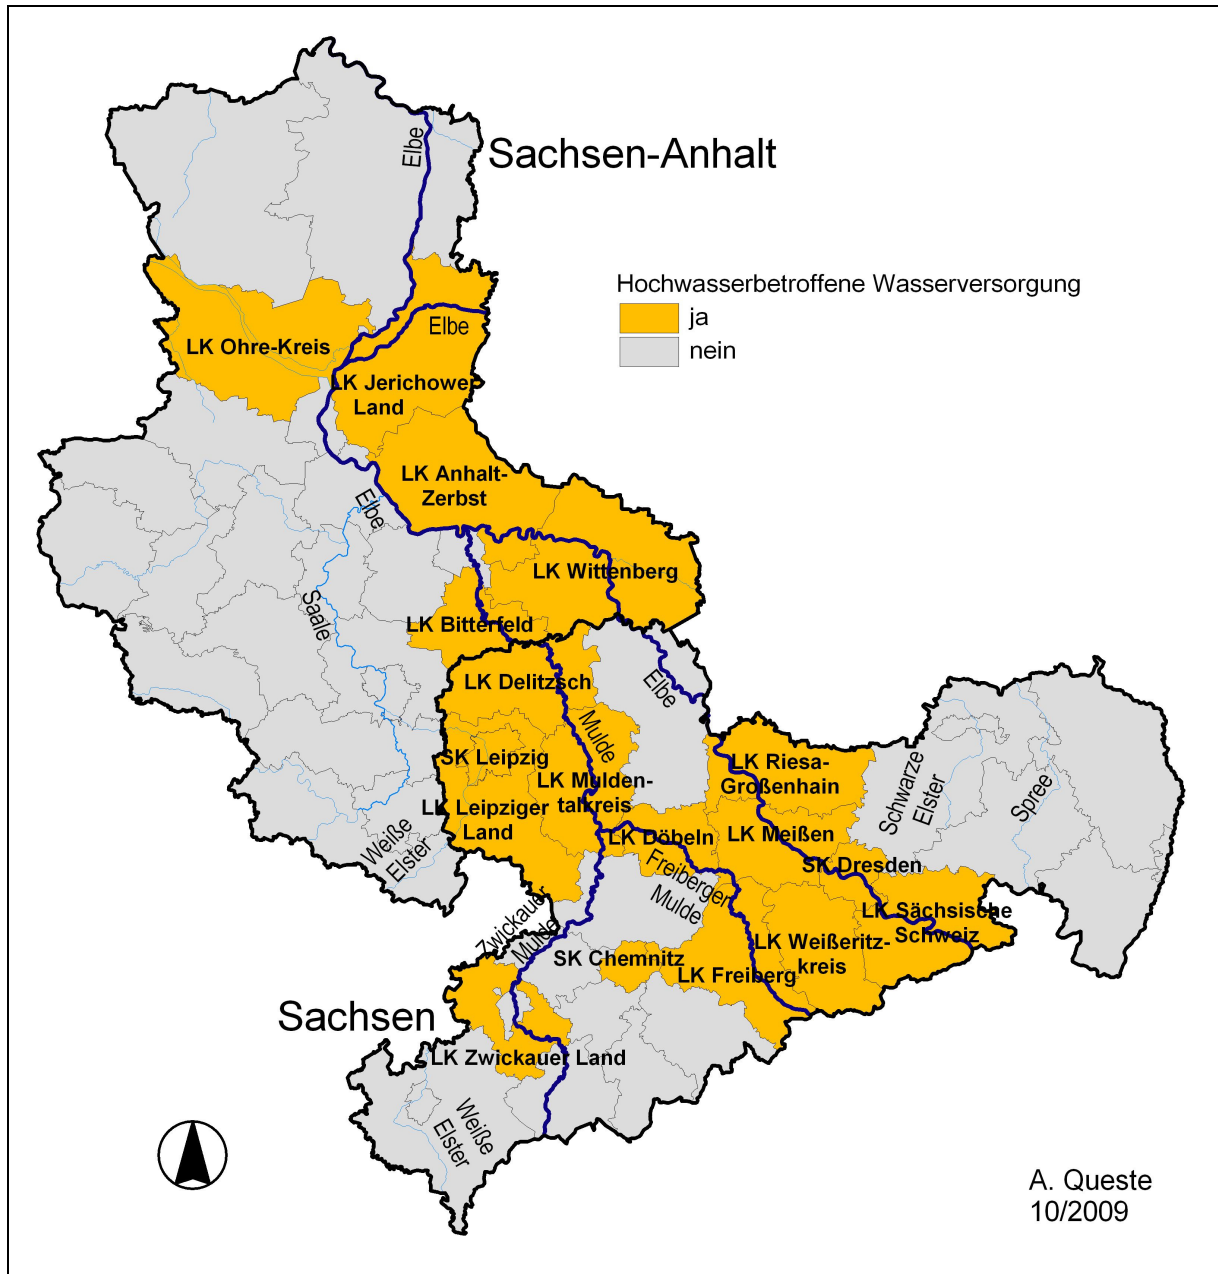 Elbe
Sachsen-Anhalt
Hochwasserbetroffene Wasserversorgung
ja
nein
LK Ohre-Kreis
Elbe
LK Jerichower
Land
LK Anhalt-
Zerbst
Elbe
LK Wittenberg
Saale
LK Bitterfeld
LK Delitzsch
Elbe
Mulde
SK Leipzig
LK Mulden-
talkreis
LK Riesa-
Großenhain
Schwarze
Elster
Spree
LK Leipziger
Land
Weiße
Elster
LK Döbeln
LK Meißen
SK Dresden
Freiberger
Mulde
LK Sächsische
Schweiz
Zwickauer
Mulde
LK Weißeritz-
kreis
SK Chemnitz
LK Freiberg
Sachsen
LK Zwickauer Land
Weiße
Elster
A. Queste
10/2009